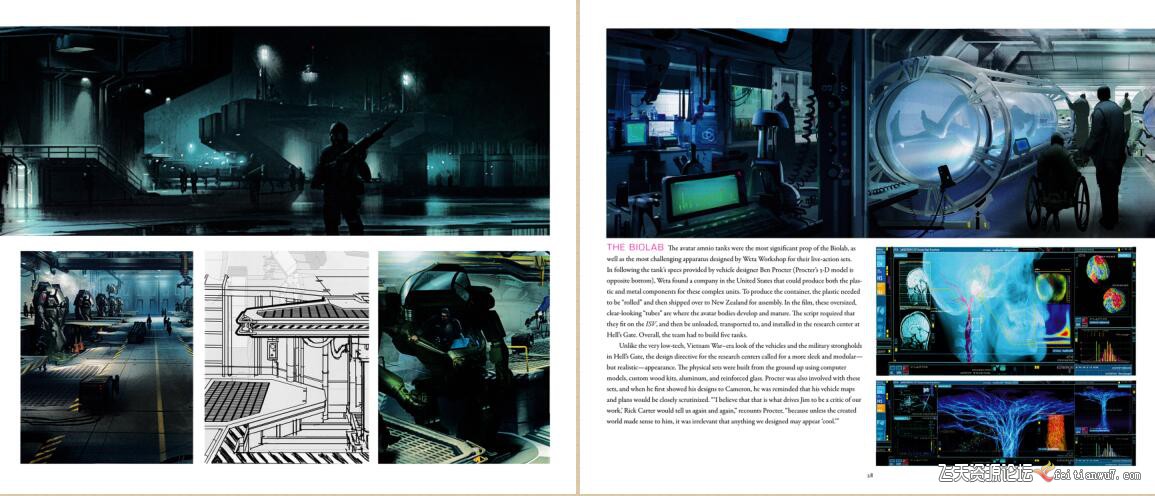 THE BIOLAB The avatar amnio tanks were the most significant prop of the Biolab, as
well as the most challenging apparatus designed by Weta Workshop for their live-action sets.
In following the tank's specs provided by vehicle designer Ben Procter (Procter's 3-D model is
opposite bottom), Weta found a company in the United States that could produce both the plas-
tic and metal components for these complex units. To produce the container, the plastic needed
to be "rolled" and then shipped over to New Zealand for assembly. In the film, these oversized,
clear-looking "tubes" are where the avatar bodies develop and mature. The script required that
they fit on the ISV, and then be unloaded, transported to, and installed in the research center at
Hell's Gate. Overall, the team had to build five tanks.
Unlike the very low-tech, Vietnam War–era look of the vehicles and the military strongholds
in Hell's Gate, the design directive for the research centers called for a more sleek and modular—
but realistic—appearance. The physical sets were built from the ground up using computer
models, custom wood kits, aluminum, and reinforced glass. Procter was also involved with these
sets, and when he first showed his designs to Cameron, he was reminded that his vehicle maps
and plans would be closely scrutinized. "'I believe that that is what drives Jim to be a critic of our
work,' Rick Carter would tell us again and again," recounts Procter, "because unless the created
world made sense to him, it was irrelevant that anything we designed may appear 'cool.'"
飞天资源论坛 feitianwu7.com